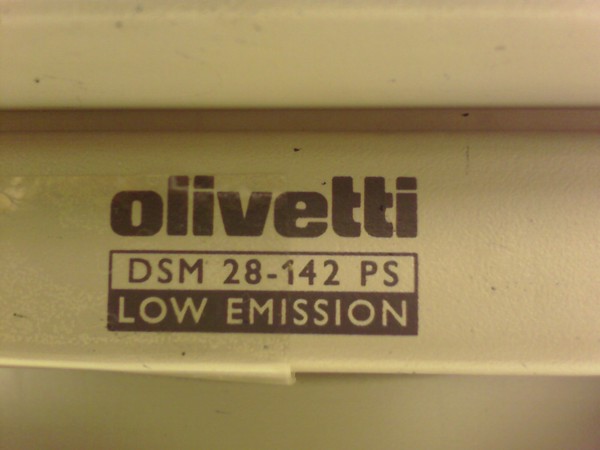 olivetti
DSM 28-142 PS
LOW EMISSION